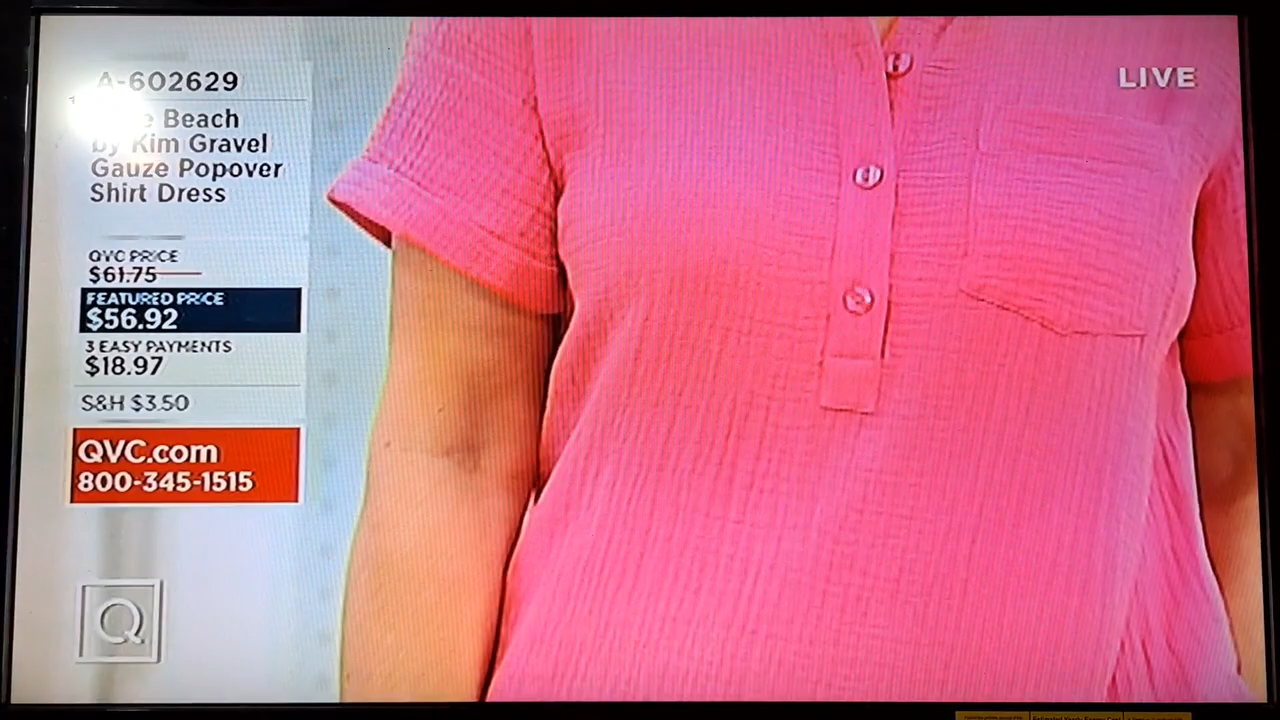 A-602629
Beach
by Kim Gravel
Gauze Popover
Shirt Dress
QVC PRICE
$61.75
FEATURED PRICE
$56.92
3 EASY PAYMENTS
$18.97
S&H $3.50
QVC.com
800-345-1515
Q
LIVE